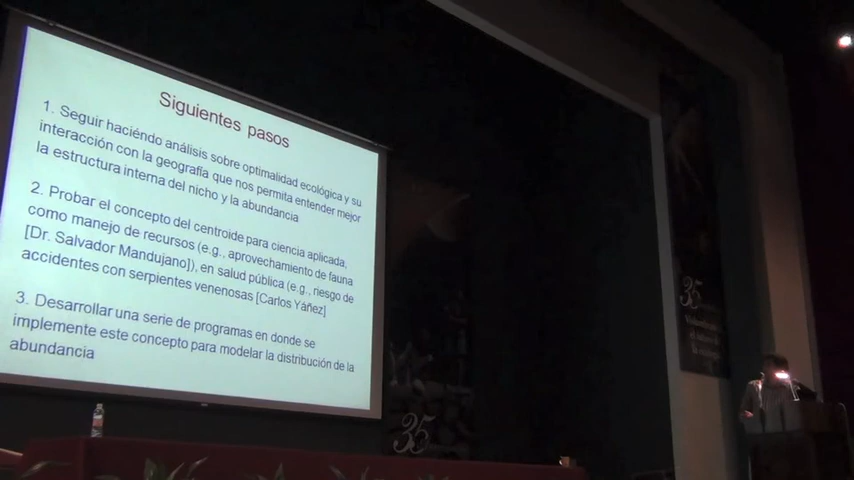 Siguientes pasos
1. Seguir haciéndo análisis sobre optimalidad ecológica y su
interacción con la geografía que nos permita entender mejor
la estructura interna del nicho y la abundancia
2. Probar el concepto del centroide para ciencia aplicada,
como manejo de recursos (e.g., aprovechamiento de fauna
[Dr. Salvador Mandujano]), en salud pública (e.g., riesgo de
accidentes con serpientes venenosas [Carlos Yáñez]
3. Desarrollar una serie de programas en donde se
implemente este concepto para modelar la distribución de la
abundancia
35
35